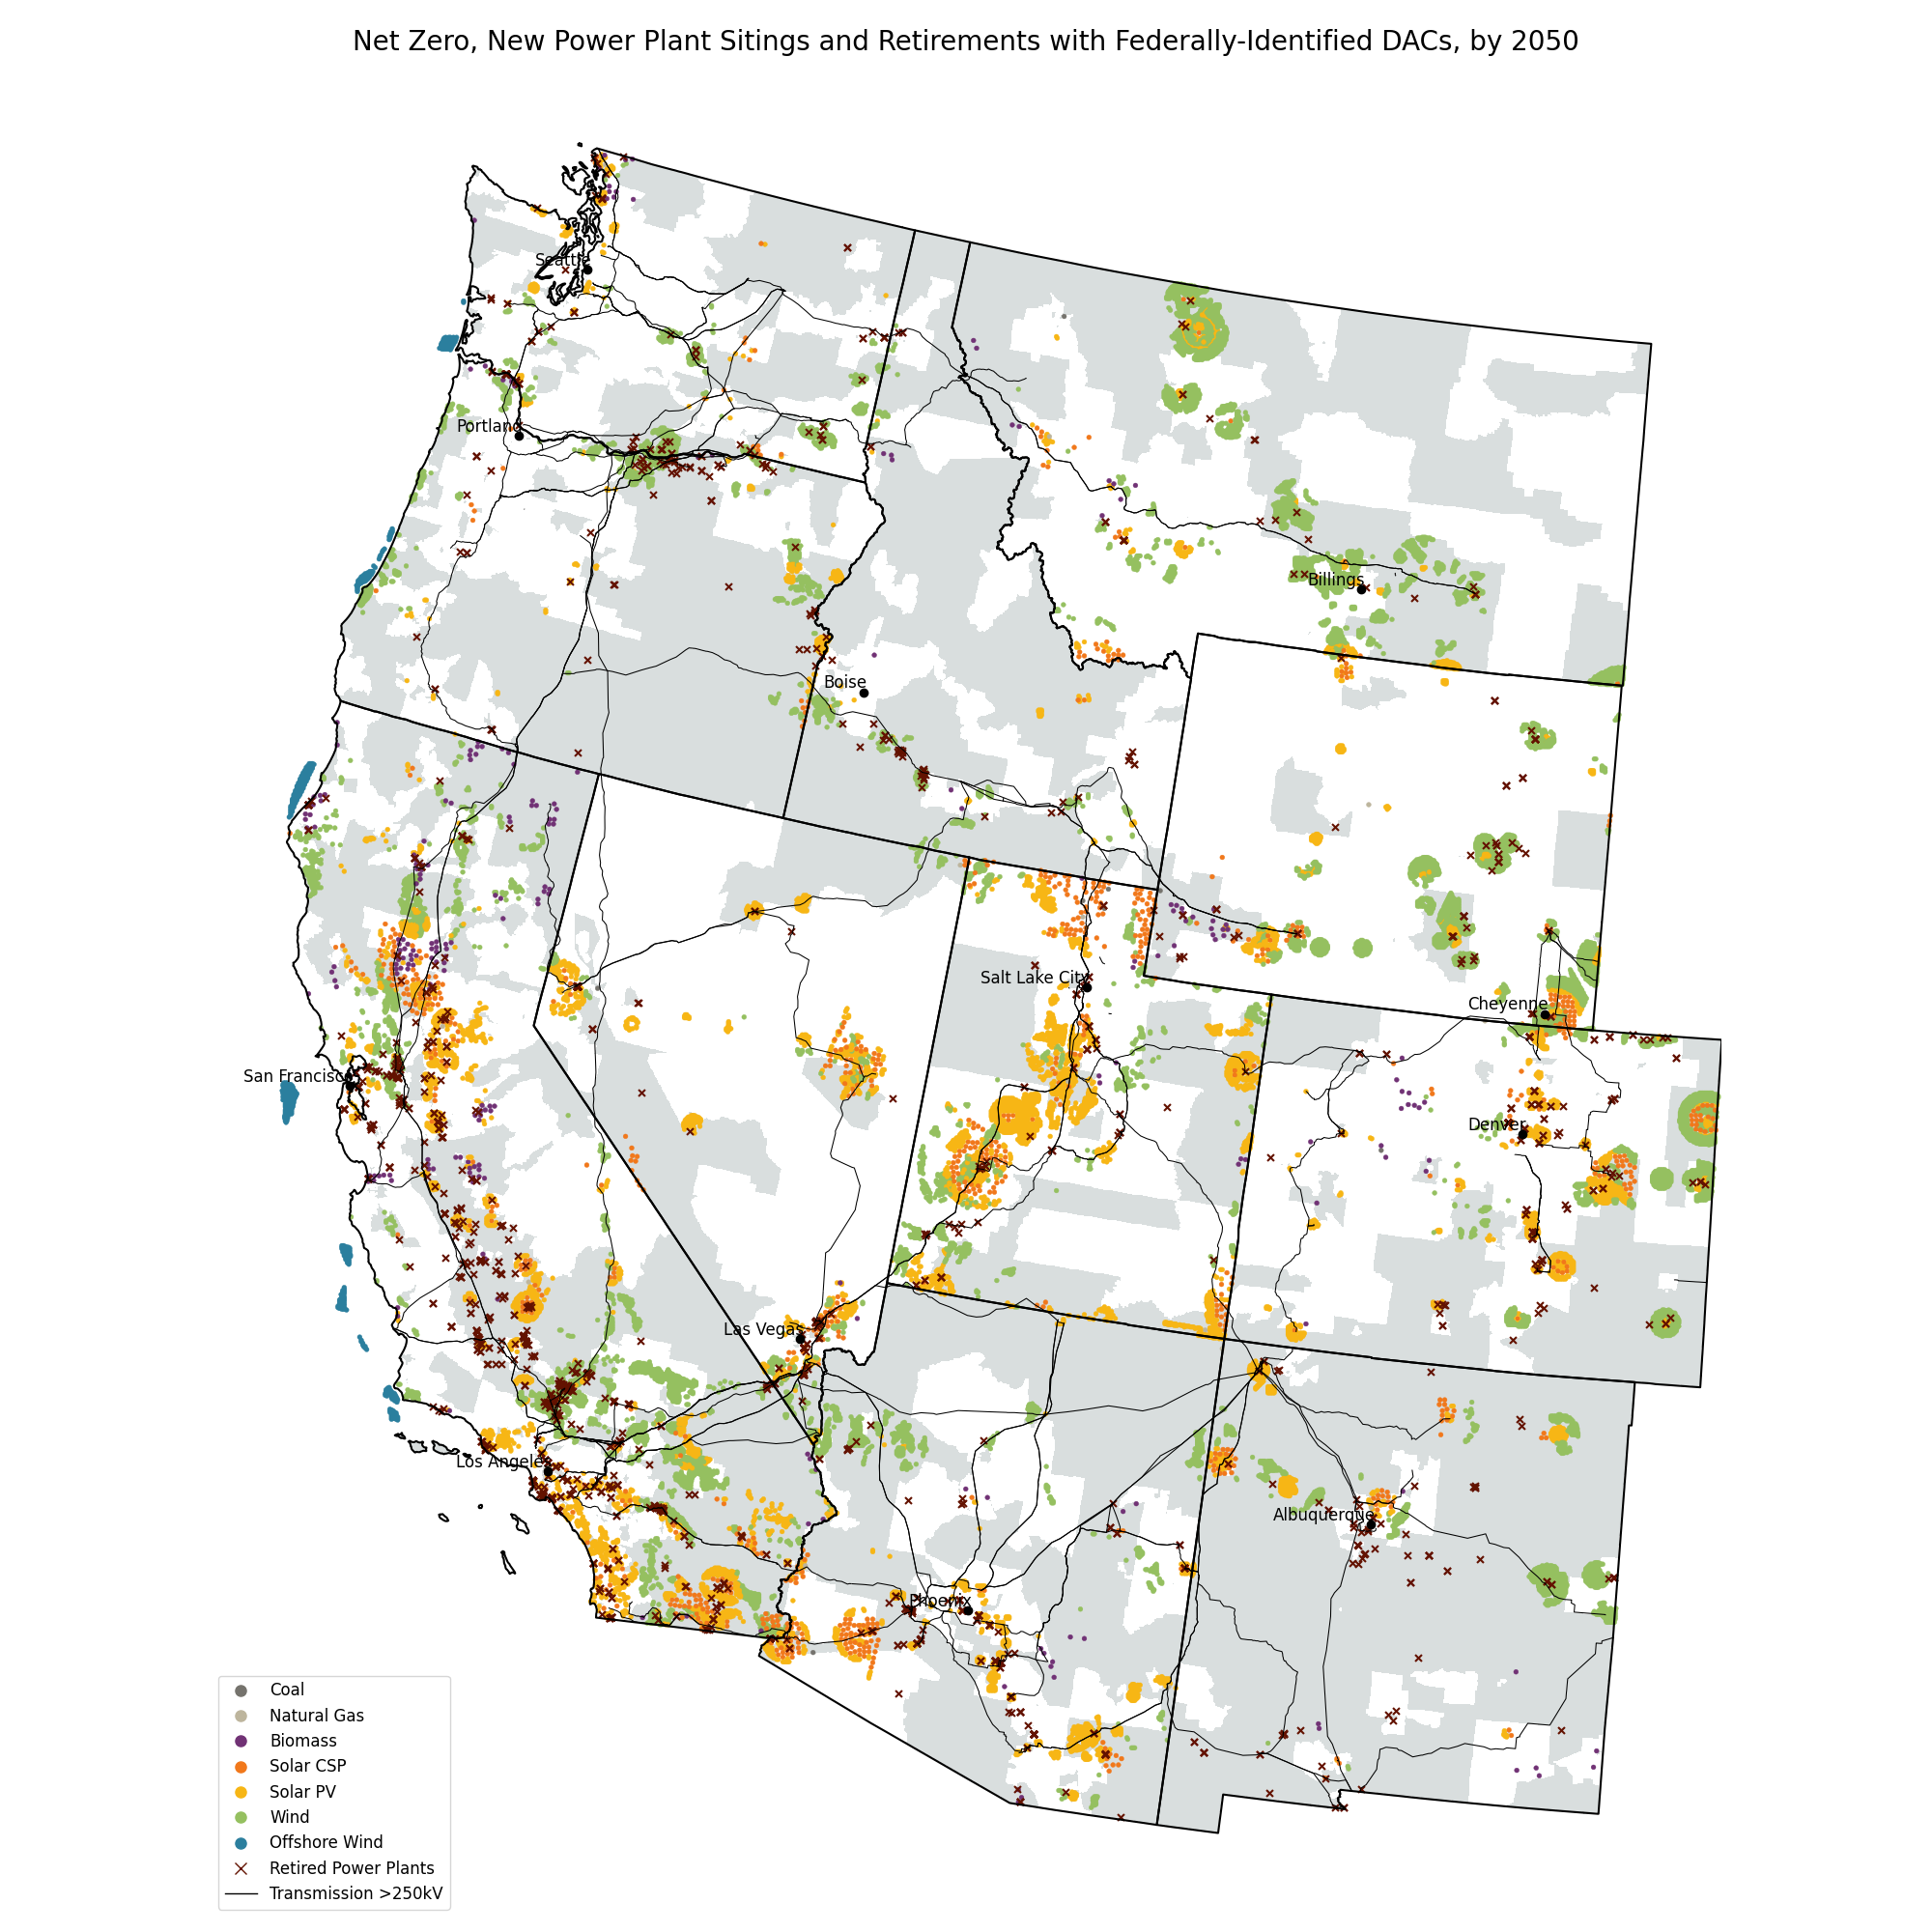 Net Zero, New Power Plant Sitings and Retirements with Federally-Identified DACs, by 2050
Seattle
Portland
Billings
Boise
Salt Lake City
Cheyenne
San Francisco
Denver
Las Vegas
Los Angeles
Albuquerque
Phoenix
Coal
Natural Gas
Biomass
Solar CSP
Solar PV
Wind
Offshore Wind
Retired Power Plants
Transmission >250kV